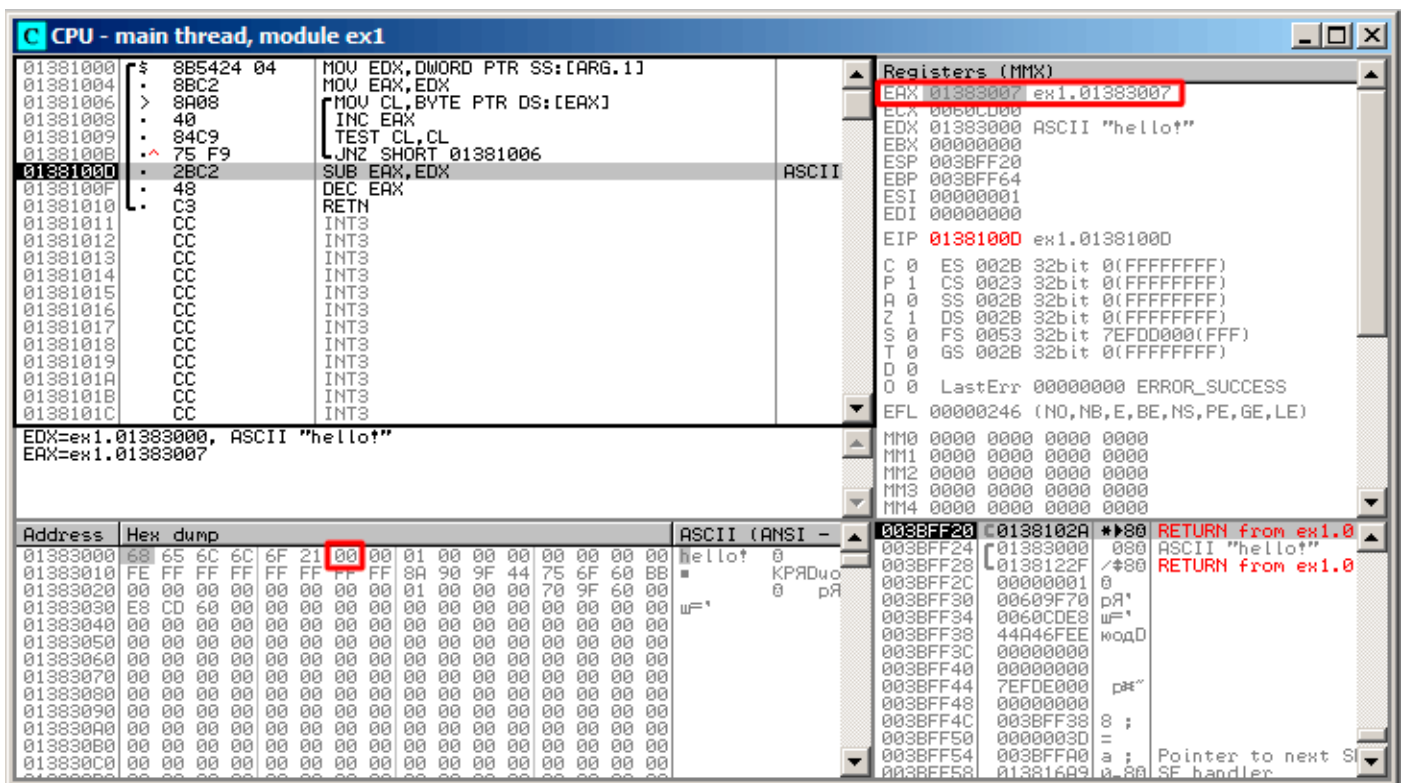 C CPU - main thread, module ex1
01381000 $ 8B5424 04 MOV EDX,DWORD PTR SS:[ARG.1]
01381004 . 8BC2 MOV EAX,EDX
01381006 > 8A08 MOV CL,BYTE PTR DS:[EAX]
01381008 . 40 INC EAX
01381009 . 84C9 TEST CL,CL
0138100B .^ 75 F9 JNZ SHORT 01381006
0138100D . 2BC2 SUB EAX,EDX ASCII
0138100F . 48 DEC EAX
01381010 . C3 RETN
01381011 CC INT3
01381012 CC INT3
01381013 CC INT3
01381014 CC INT3
01381015 CC INT3
01381016 CC INT3
01381017 CC INT3
01381018 CC INT3
01381019 CC INT3
0138101A CC INT3
0138101B CC INT3
0138101C CC INT3
EDX=ex1.01383000, ASCII "hello!"
EAX=ex1.01383007
Registers (MMX)
EAX 01383007 ex1.01383007
ECX 0060CD00
EDX 01383000 ASCII "hello!"
EBX 00000000
ESP 003BFF20
EBP 003BFF64
ESI 00000001
EDI 00000000
EIP 0138100D ex1.0138100D
C 0 ES 002B 32bit 0(FFFFFFFF)
P 1 CS 0023 32bit 0(FFFFFFFF)
A 0 SS 002B 32bit 0(FFFFFFFF)
Z 1 DS 002B 32bit 0(FFFFFFFF)
S 0 FS 0053 32bit 7EFDD000(FFF)
T 0 GS 002B 32bit 0(FFFFFFFF)
D 0
O 0 LastErr 00000000 ERROR_SUCCESS
EFL 00000246 (NO,NB,E,BE,NS,PE,GE,LE)
MM0 0000 0000 0000 0000
MM1 0000 0000 0000 0000
MM2 0000 0000 0000 0000
MM3 0000 0000 0000 0000
MM4 0000 0000 0000 0000
Address Hex dump ASCII (ANSI -
01383000 68 65 6C 6C 6F 21 00 00 01 00 00 00 00 00 00 00 hello! 0
01383010 FE FF FF FF FF FF FF FF 8A 90 9F 44 75 6F 60 BB ■ КРЯDuo
01383020 00 00 00 00 00 00 00 00 01 00 00 00 70 9F 60 00 0 pЯ
01383030 E8 CD 60 00 00 00 00 00 00 00 00 00 00 00 00 00 ш='
01383040 00 00 00 00 00 00 00 00 00 00 00 00 00 00 00 00
01383050 00 00 00 00 00 00 00 00 00 00 00 00 00 00 00 00
01383060 00 00 00 00 00 00 00 00 00 00 00 00 00 00 00 00
01383070 00 00 00 00 00 00 00 00 00 00 00 00 00 00 00 00
01383080 00 00 00 00 00 00 00 00 00 00 00 00 00 00 00 00
01383090 00 00 00 00 00 00 00 00 00 00 00 00 00 00 00 00
013830A0 00 00 00 00 00 00 00 00 00 00 00 00 00 00 00 00
013830B0 00 00 00 00 00 00 00 00 00 00 00 00 00 00 00 00
013830C0 00 00 00 00 00 00 00 00 00 00 00 00 00 00 00 00
003BFF20 0138102A *►80 RETURN from ex1.0
003BFF24 01383000 080 ASCII "hello!"
003BFF28 0138122F /‡80 RETURN from ex1.0
003BFF2C 00000001 0
003BFF30 00609F70 pЯ'
003BFF34 0060CDE8 ш='
003BFF38 44A46FEE юодD
003BFF3C 00000000
003BFF40 00000000
003BFF44 7EFDE000
003BFF48 00000000
003BFF4C 003BFF38 8 ;
003BFF50 0000003D =
003BFF54 003BFFA0 a ; Pointer to next
003BFF58 013816A9 SE handler